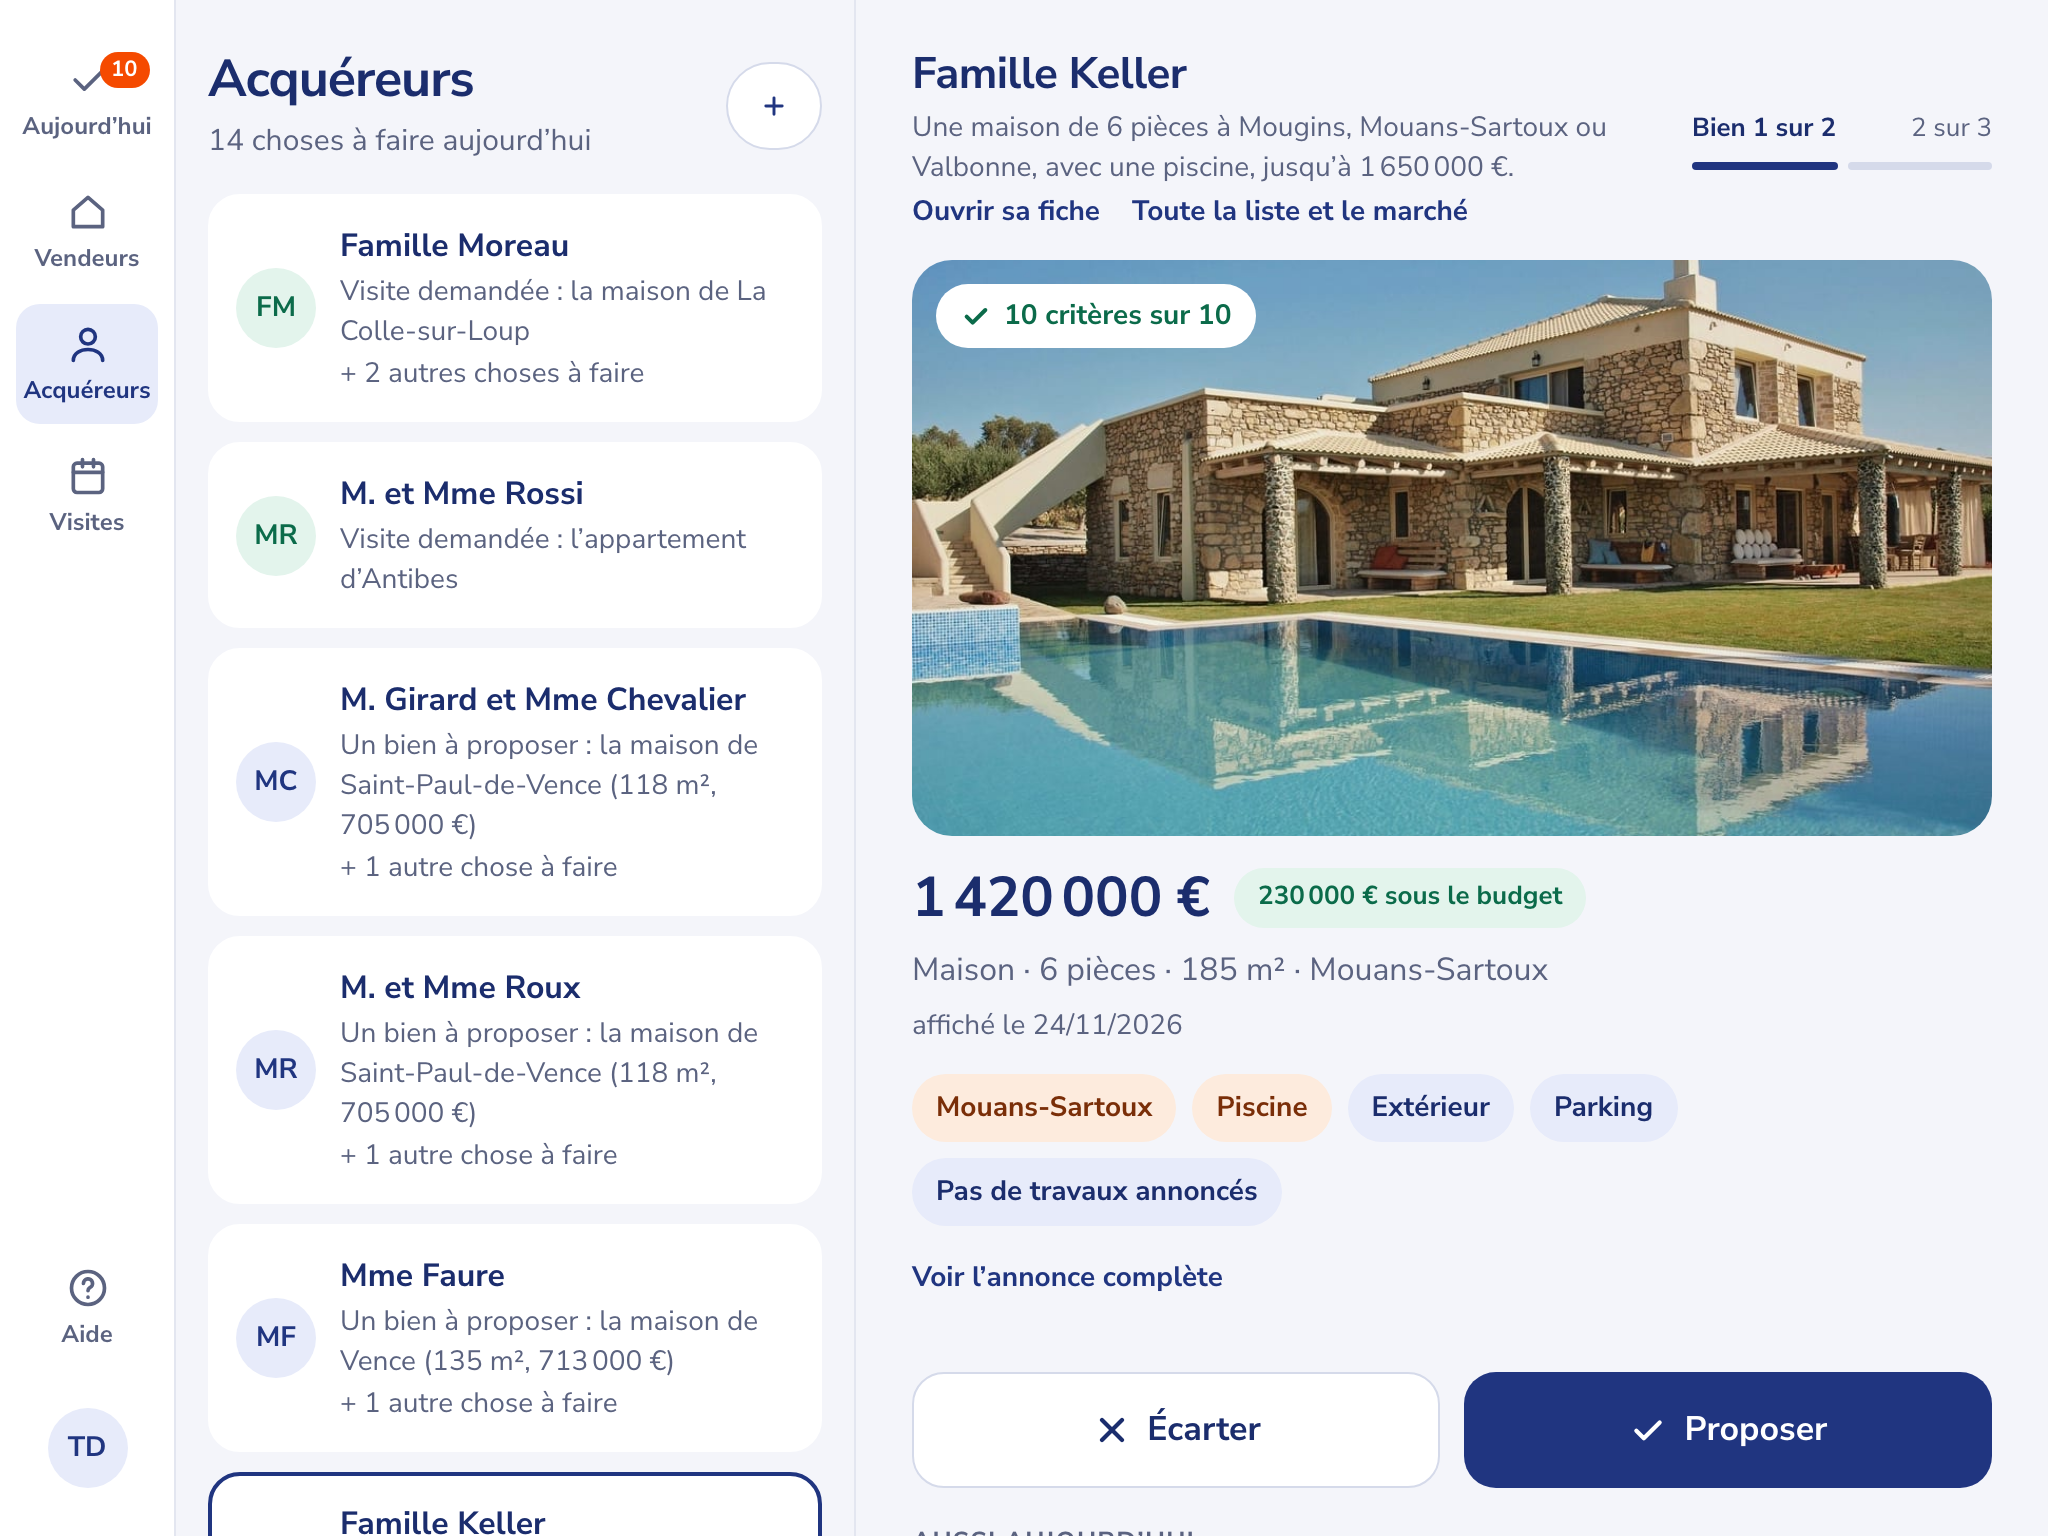 10
Aujourd’hui
Vendeurs
Acquéreurs
Visites
Aide
TD
Acquéreurs
14 choses à faire aujourd’hui
+
FM
Famille Moreau
Visite demandée : la maison de La
Colle-sur-Loup
+ 2 autres choses à faire
MR
M. et Mme Rossi
Visite demandée : l’appartement
d’Antibes
MC
M. Girard et Mme Chevalier
Un bien à proposer : la maison de
Saint-Paul-de-Vence (118 m²,
705 000 €)
+ 1 autre chose à faire
MR
M. et Mme Roux
Un bien à proposer : la maison de
Saint-Paul-de-Vence (118 m²,
705 000 €)
+ 1 autre chose à faire
MF
Mme Faure
Un bien à proposer : la maison de
Vence (135 m², 713 000 €)
+ 1 autre chose à faire
Famille Keller
Famille Keller
Une maison de 6 pièces à Mougins, Mouans-Sartoux ou
Valbonne, avec une piscine, jusqu’à 1 650 000 €.
Ouvrir sa fiche Toute la liste et le marché
Bien 1 sur 2 2 sur 3
10 critères sur 10
1 420 000 € 230 000 € sous le budget
Maison · 6 pièces · 185 m² · Mouans-Sartoux
affiché le 24/11/2026
Mouans-Sartoux Piscine Extérieur Parking
Pas de travaux annoncés
Voir l’annonce complète
Écarter Proposer
AUSSI AUJOURD’HUI